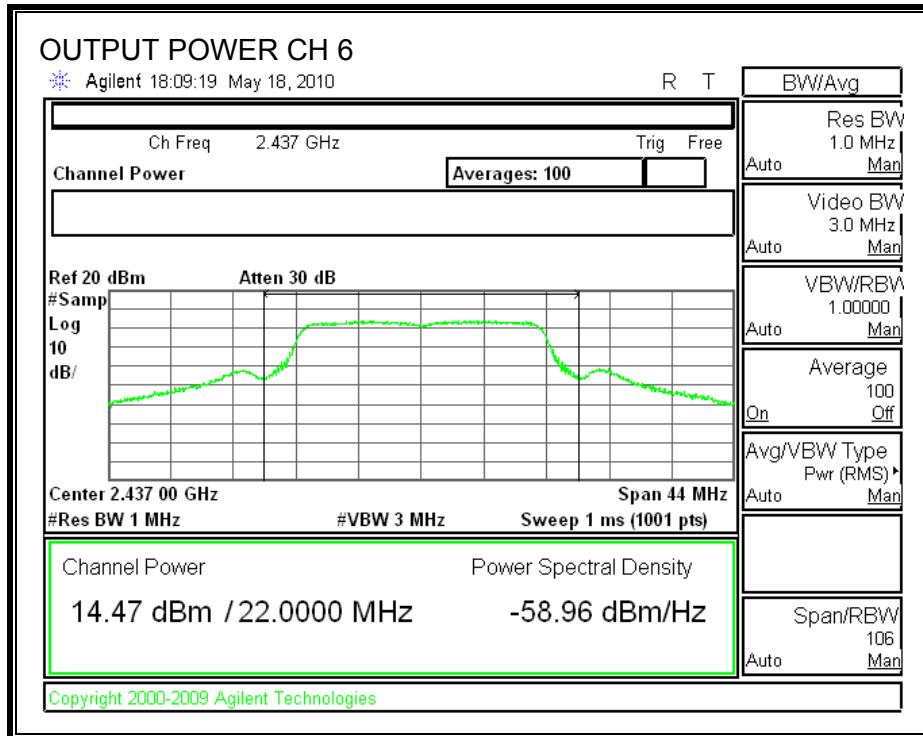 OUTPUT POWER CH 6
Agilent 18:09:19 May 18, 2010 R T
Ch Freq 2.437 GHz Trig Free
Channel Power Averages: 100
Ref 20 dBm Atten 30 dB
#Samp
Log
10
dB/
Center 2.437 00 GHz Span 44 MHz
#Res BW 1 MHz #VBW 3 MHz Sweep 1 ms (1001 pts)
Channel Power Power Spectral Density
14.47 dBm / 22.0000 MHz -58.96 dBm/Hz
Copyright 2000-2009 Agilent Technologies
BW/Avg
Res BW
1.0 MHz
Auto Man
Video BW
3.0 MHz
Auto Man
VBW/RBW
1.00000
Auto Man
Average
100
On Off
Avg/VBW Type
Pwr (RMS)
Auto Man
Span/RBW
106
Auto Man